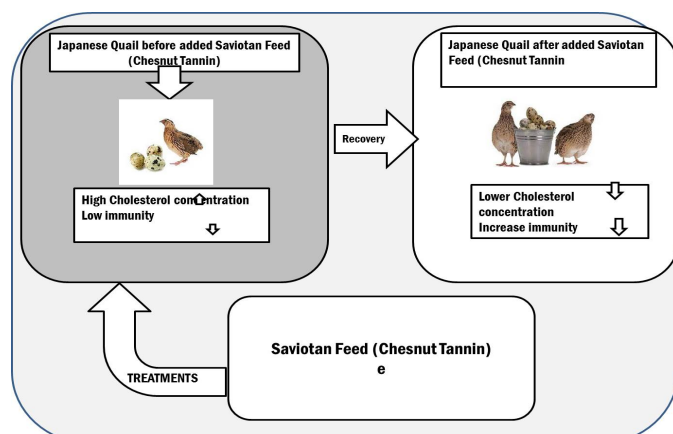 Japanese Quail before added Saviotan Feed
(Chesnut Tannin)
Japanese Quail after added Saviotan
Feed (Chesnut Tannin
Recovery
High Cholesterol concentration
Low immunity
Lower Cholesterol
concentration
Increase immunity
Saviotan Feed (Chesnut Tannin)
e
TREATMENTS